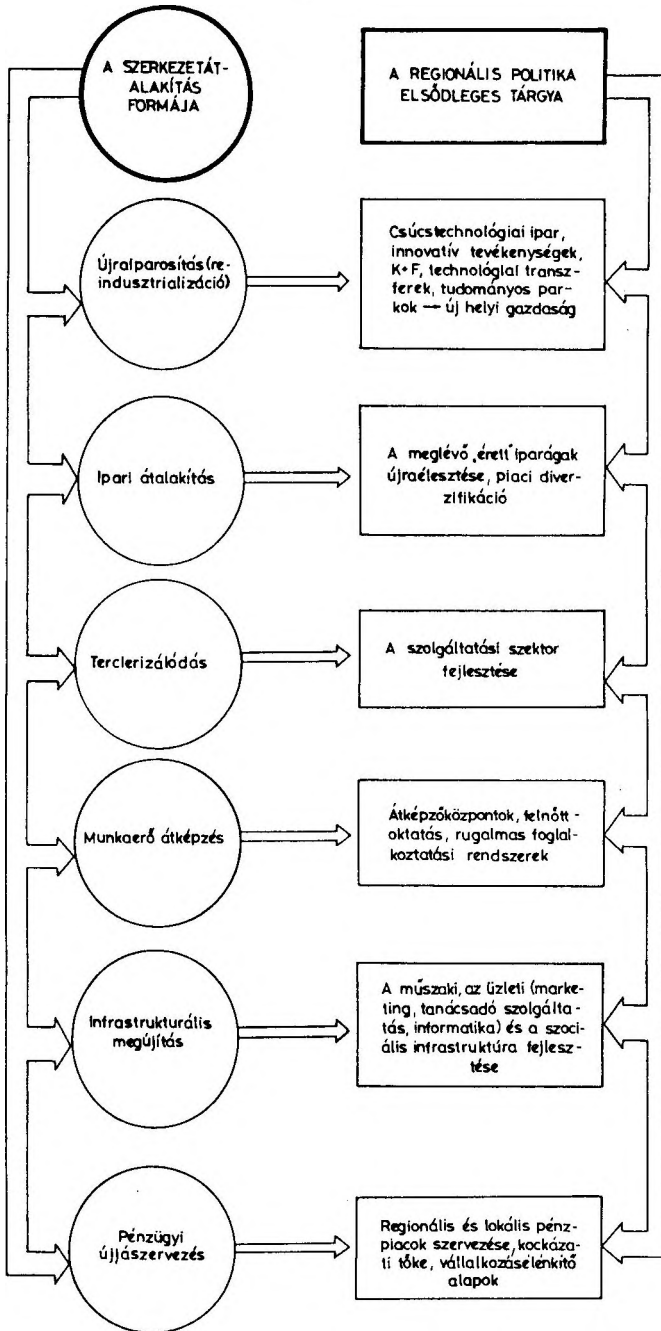 A SZERKEZETÁT-
ALAKÍTÁS
FORMÁJA
A REGIONÁLIS POLITIKA
ELSŐDLEGES TÁRGYA
Újraiparosítás (re-
indusztrializáció)
Csúcstechnológiai ipar,
innovatív tevékenységek,
K+F, technológiai transz-
ferek, tudományos par-
kok — új helyi gazdaság
Ipari átalakítás
A meglévő „érett" iparágak
újraélesztése, piaci diver-
zifikáció
Terclerizálódás
A szolgáltatási szektor
fejlesztése
Munkaerő átképzés
Átképzőközpontok, felnőtt -
oktatás, rugalmas foglal-
koztatási rendszerek
Infrastrukturális
megújítás
A műszaki, az üzleti (marke-
ting, tanácsadó szolgálta-
tás, informatika) és a szoci-
ális infrastruktúra fejlesz-
tése
Pénzügyi
újjászervezés
Regionális és lokális pénz-
piacok szervezése, kockáza-
ti tőke, vállalkozásélénkítő
alapok